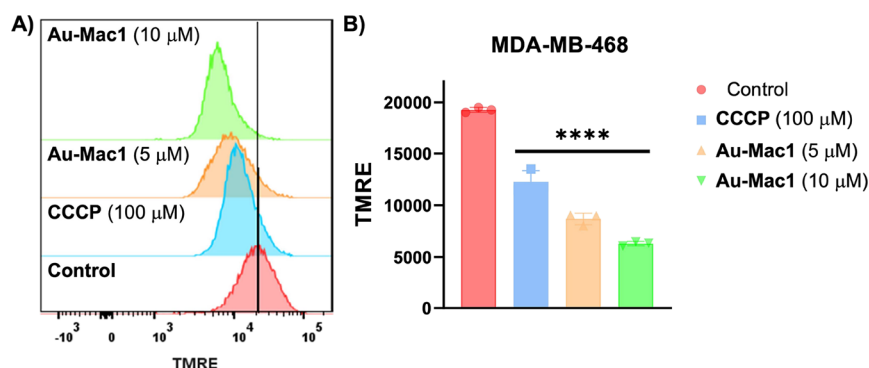 A)
Au-Mac1 (10 μM)
Au-Mac1 (5 μM)
CCCP (100 μM)
Control
-10³ 0 10³ 10⁴ 10⁵
TMRE
B)
MDA-MB-468
TMRE
20000
15000
10000
5000
0
****
Control
CCCP (100 μM)
Au-Mac1 (5 μM)
Au-Mac1 (10 μM)